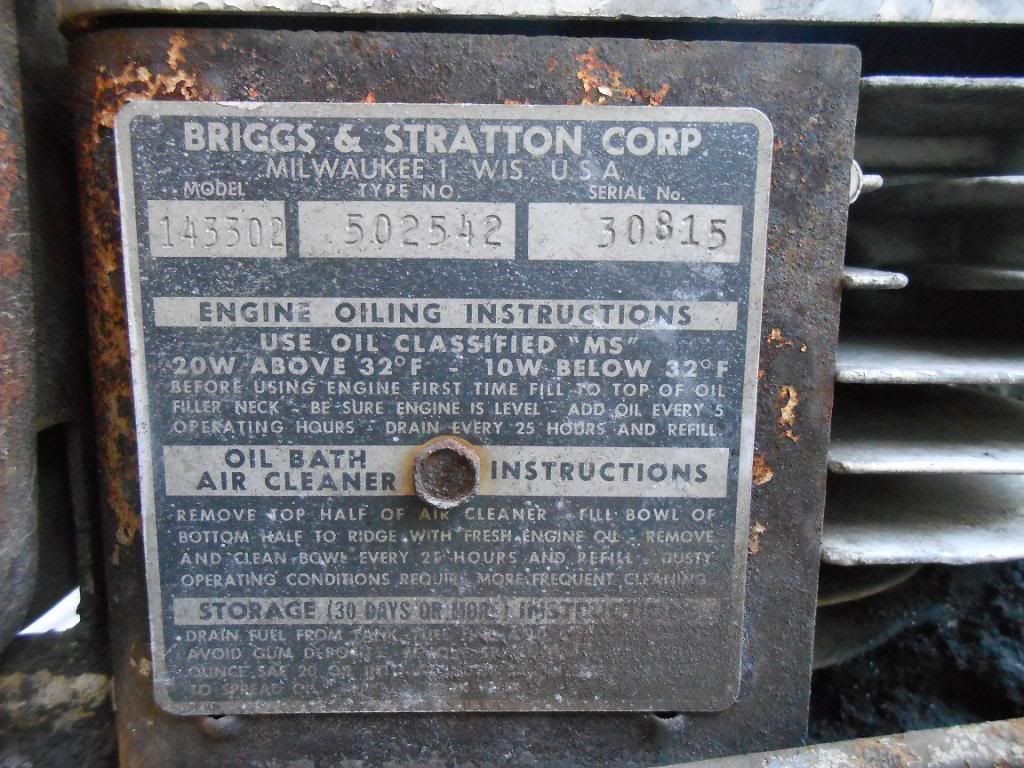 BRIGGS & STRATTON CORP
MILWAUKEE 1, WIS. U.S.A.
MODEL TYPE NO. SERIAL No.
143302 502542 30815
ENGINE OILING INSTRUCTIONS
USE OIL CLASSIFIED "MS"
20W ABOVE 32°F - 10W BELOW 32°F
BEFORE USING ENGINE FIRST TIME FILL TO TOP OF OIL
FILLER NECK - BE SURE ENGINE IS LEVEL - ADD OIL EVERY 5
OPERATING HOURS - DRAIN EVERY 25 HOURS AND REFILL
OIL BATH
AIR CLEANER INSTRUCTIONS
REMOVE TOP HALF OF AIR CLEANER - FILL BOWL OF
BOTTOM HALF TO RIDGE WITH FRESH ENGINE OIL - REMOVE
AND CLEAN BOWL EVERY 25 HOURS AND REFILL DUSTY
OPERATING CONDITIONS REQUIRE MORE FREQUENT CLEANING
STORAGE (30 DAYS OR MORE) INSTRUCTIONS
DRAIN FUEL FROM TANK
AVOID GUM DEPOSITS
OUNCE SAE 20 OR
TO SPREAD OIL